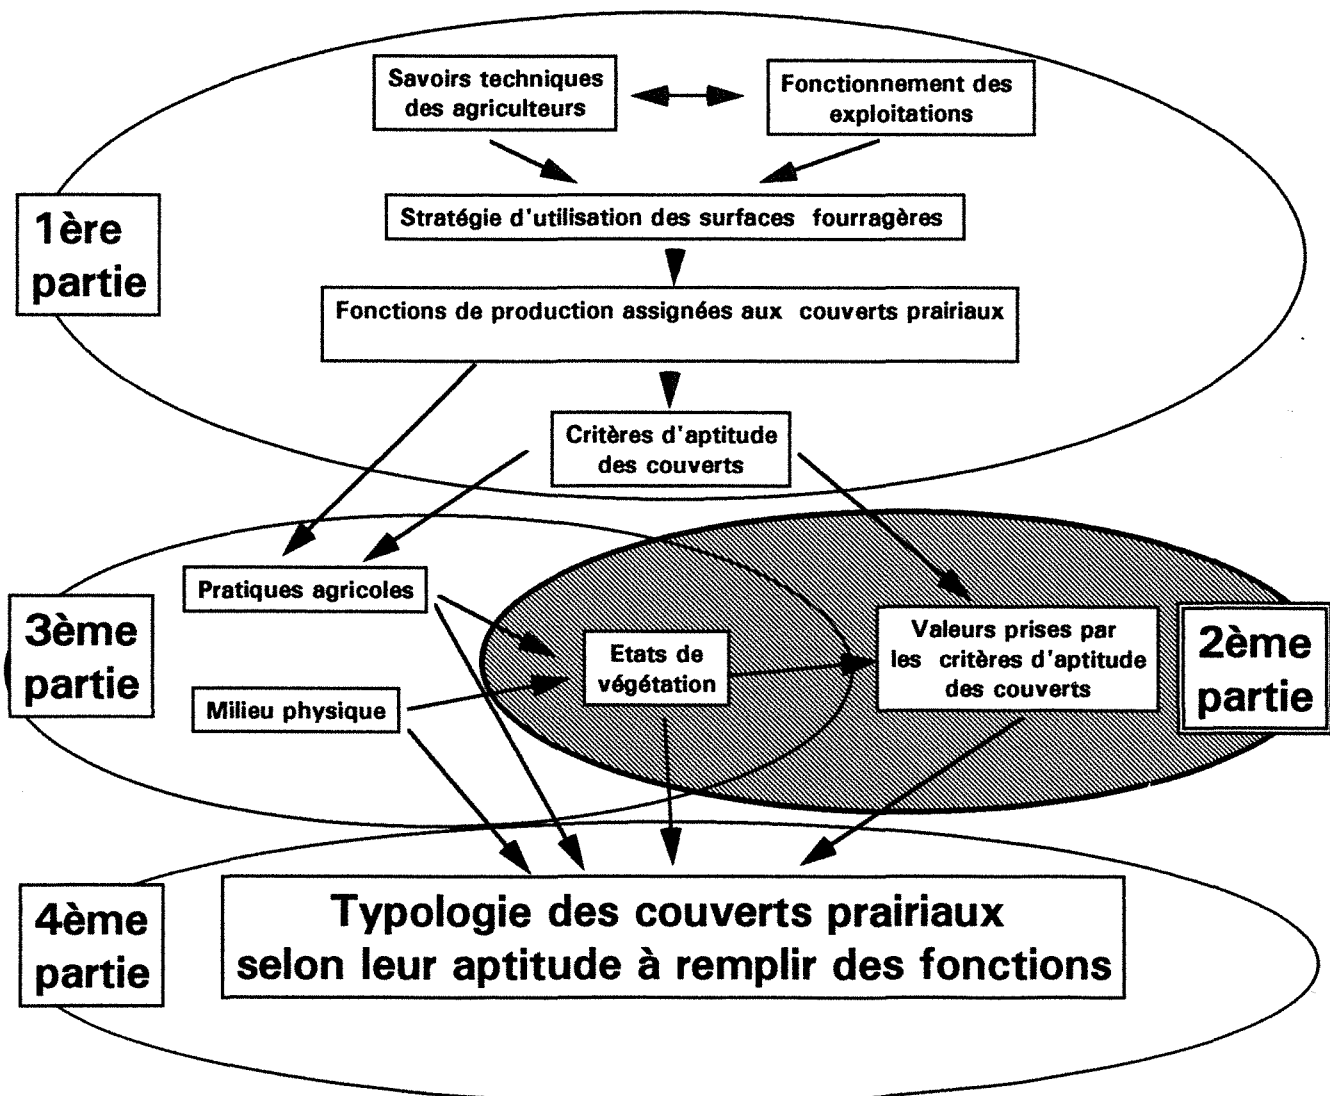 Savoirs techniques
des agriculteurs
Fonctionnement des
exploitations
1ère
partie
Stratégie d'utilisation des surfaces fourragères
Fonctions de production assignées aux couverts prairiaux
Critères d'aptitude
des couverts
Pratiques agricoles
3ème
partie
Milieu physique
Etats de
végétation
Valeurs prises par
les critères d'aptitude
des couverts
2ème
partie
4ème
partie
Typologie des couverts prairiaux
selon leur aptitude à remplir des fonctions